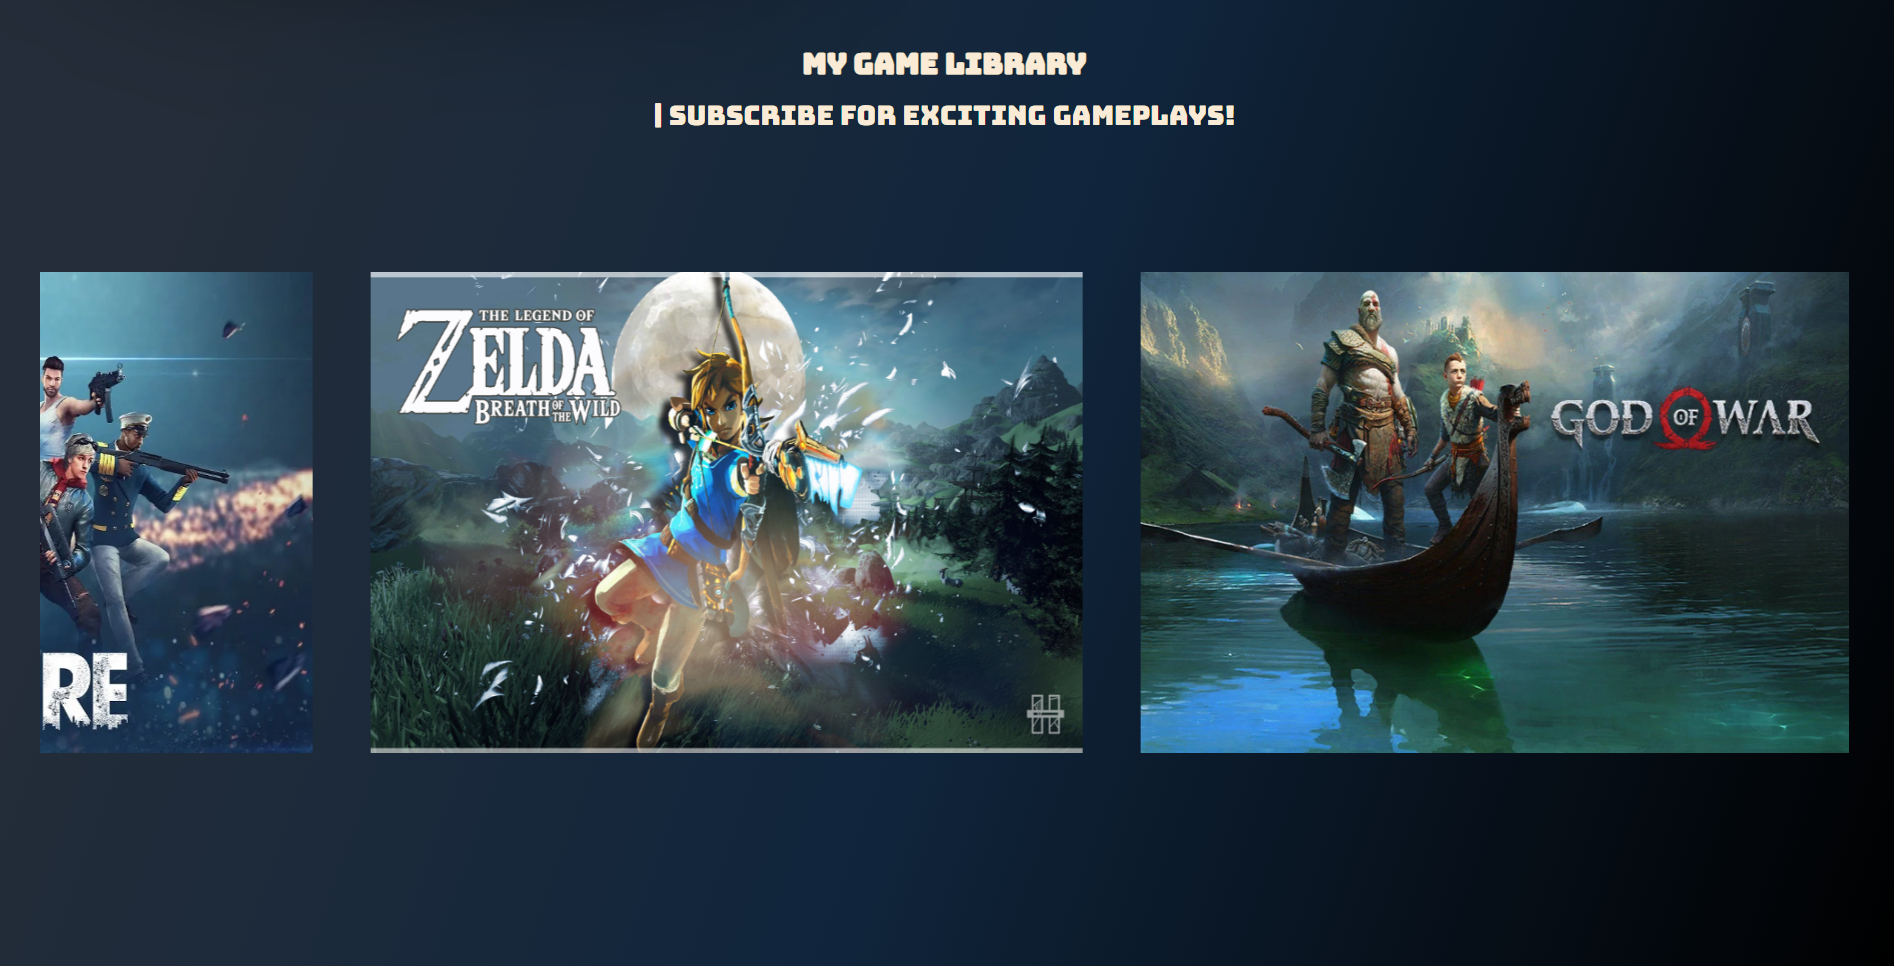 MY GAME LIBRARY
| SUBSCRIBE FOR EXCITING GAMEPLAYS!
RE
THE LEGEND OF
ZELDA
BREATH OF THE WILD
GOD OF WAR